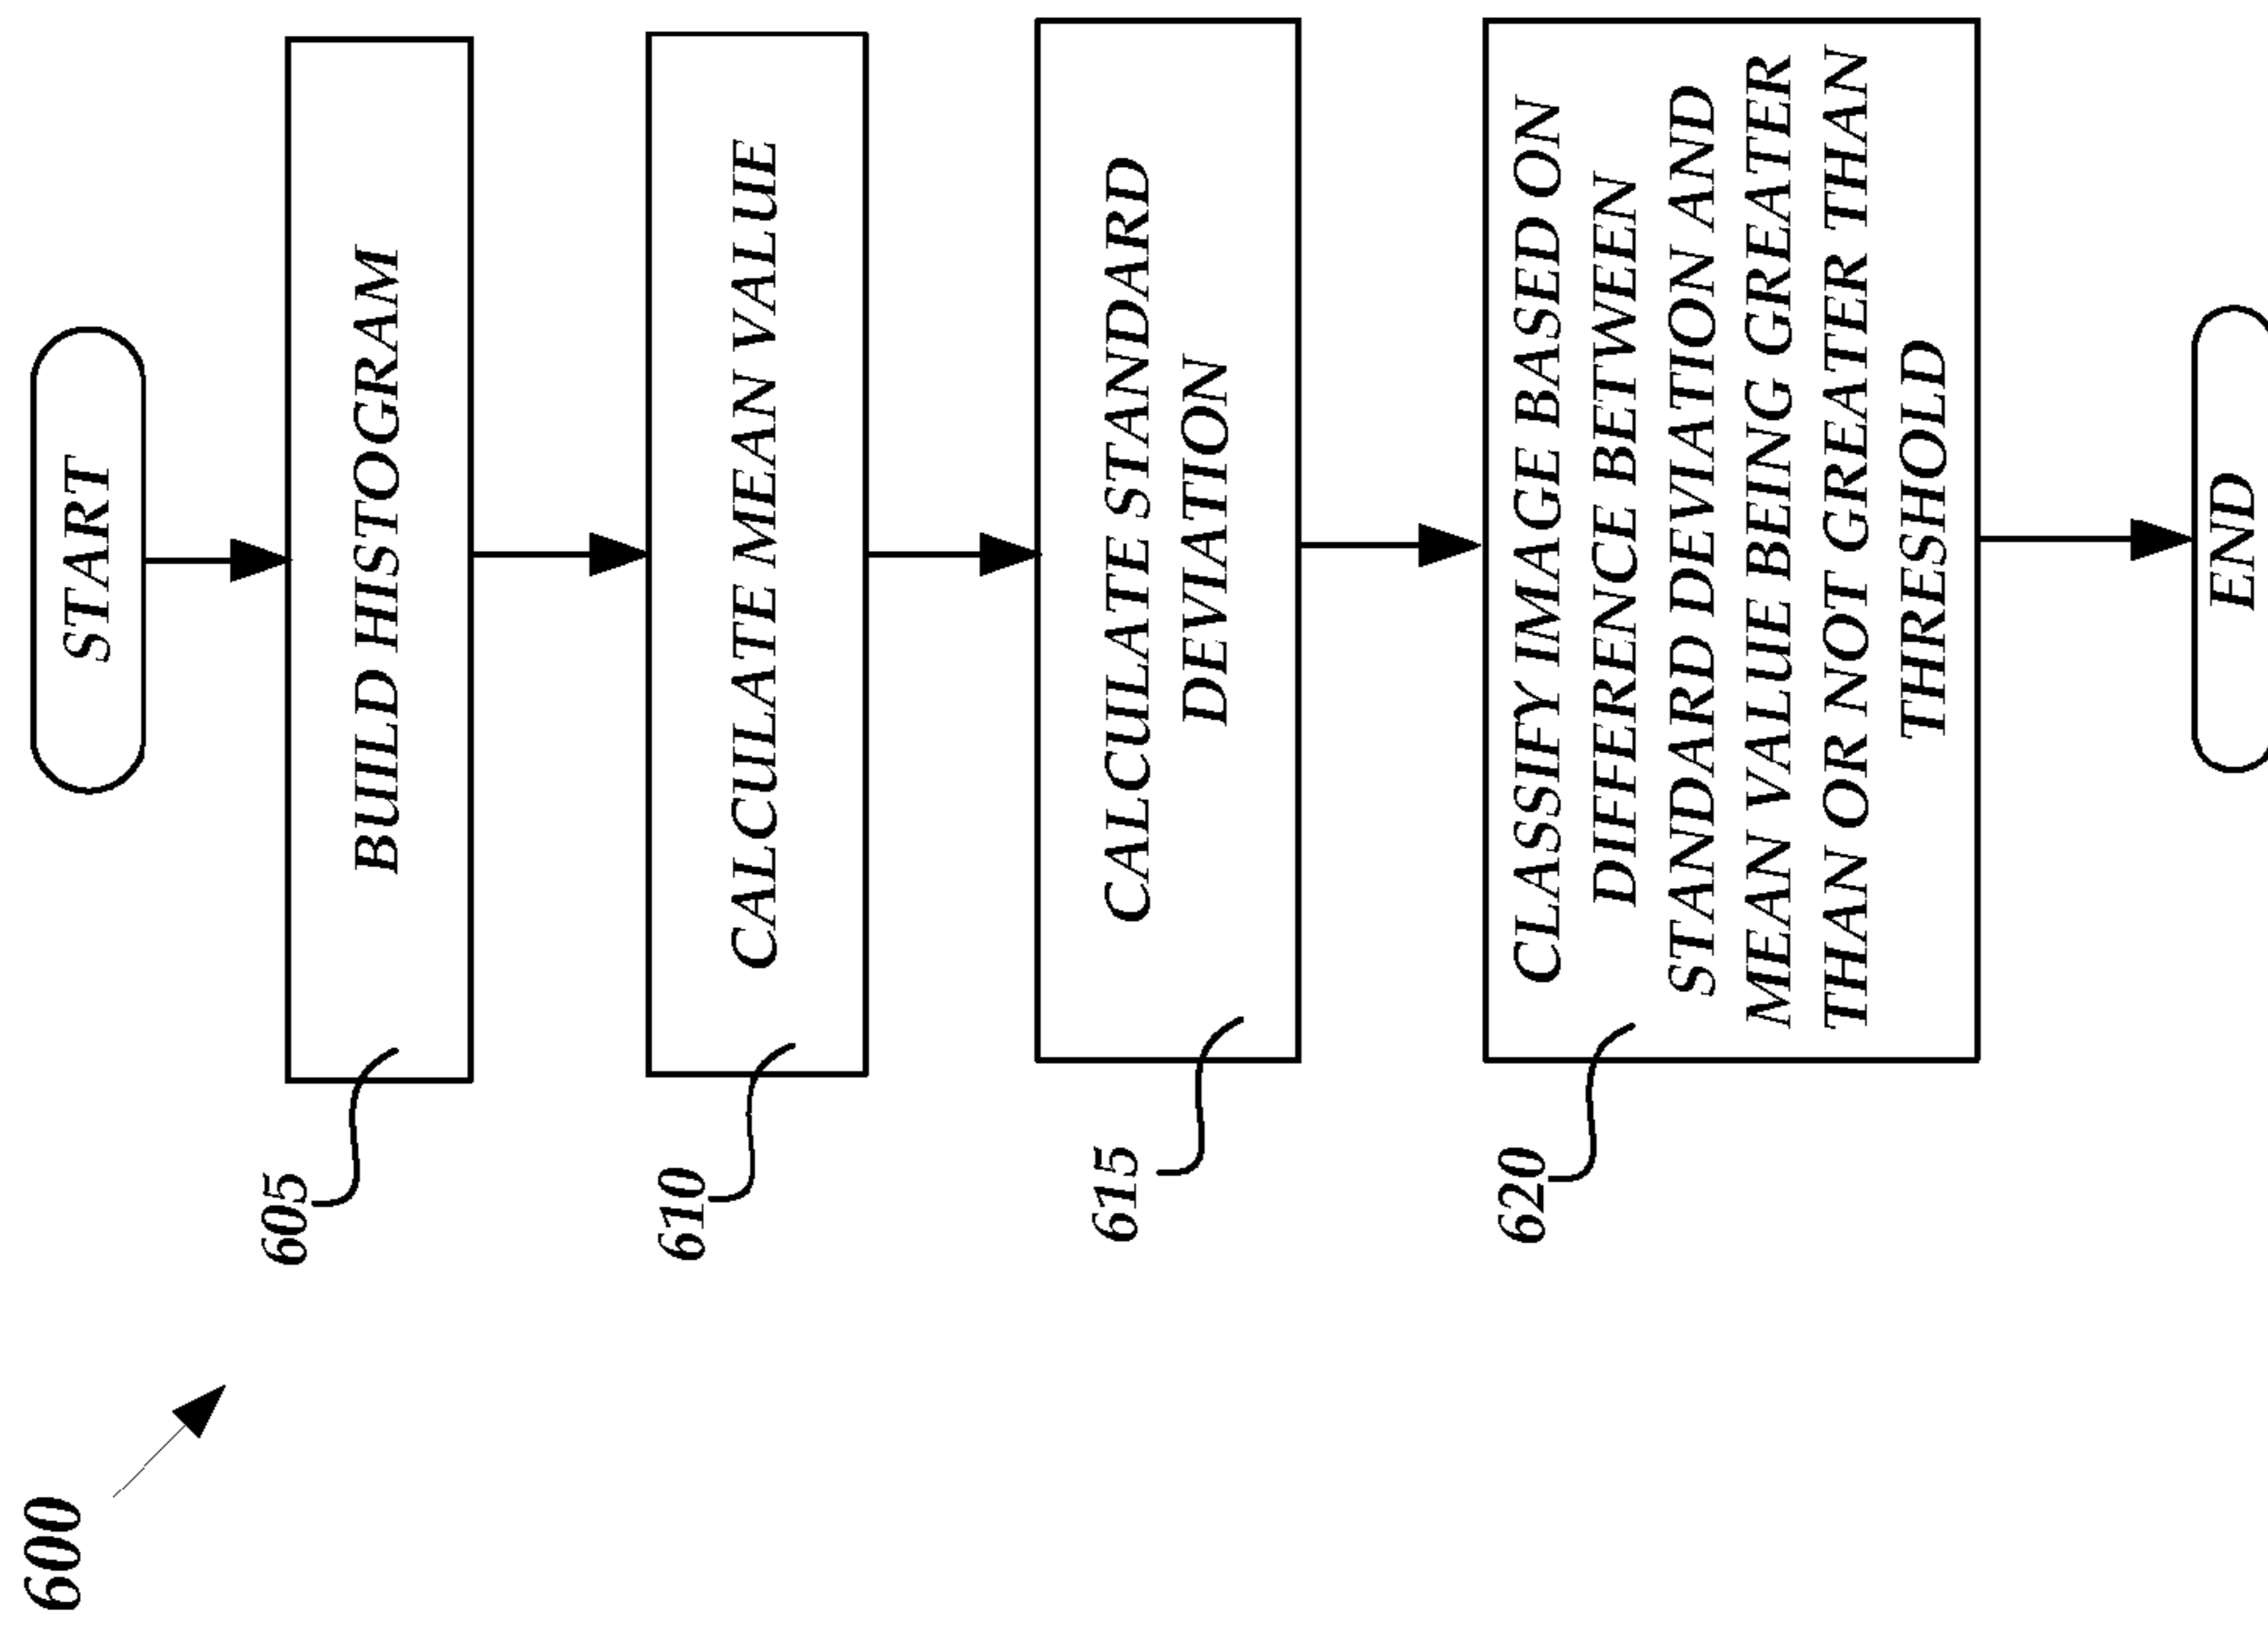 600
START
605
BUILD HISTOGRAM
610
CALCULATE MEAN VALUE
615
CALCULATE STANDARD
DEVIATION
620
CLASSIFY IMAGE BASED ON
DIFFERENCE BETWEEN
STANDARD DEVIATION AND
MEAN VALUE BEING GREATER
THAN OR NOT GREATER THAN
THRESHOLD
END